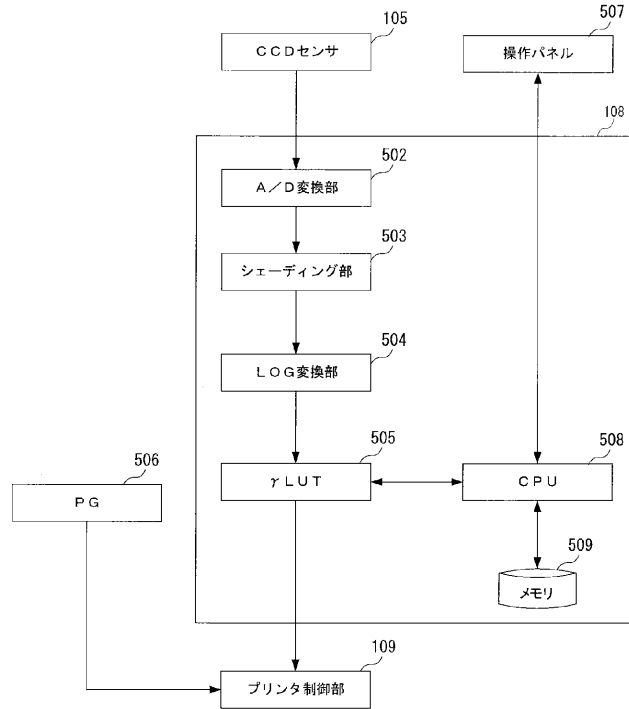 105
507
CCDセンサ
操作パネル
108
502
A/D変換部
503
シェーディング部
504
LOG変換部
505
508
506
γLUT
CPU
PG
509
メモリ
109
プリンタ制御部